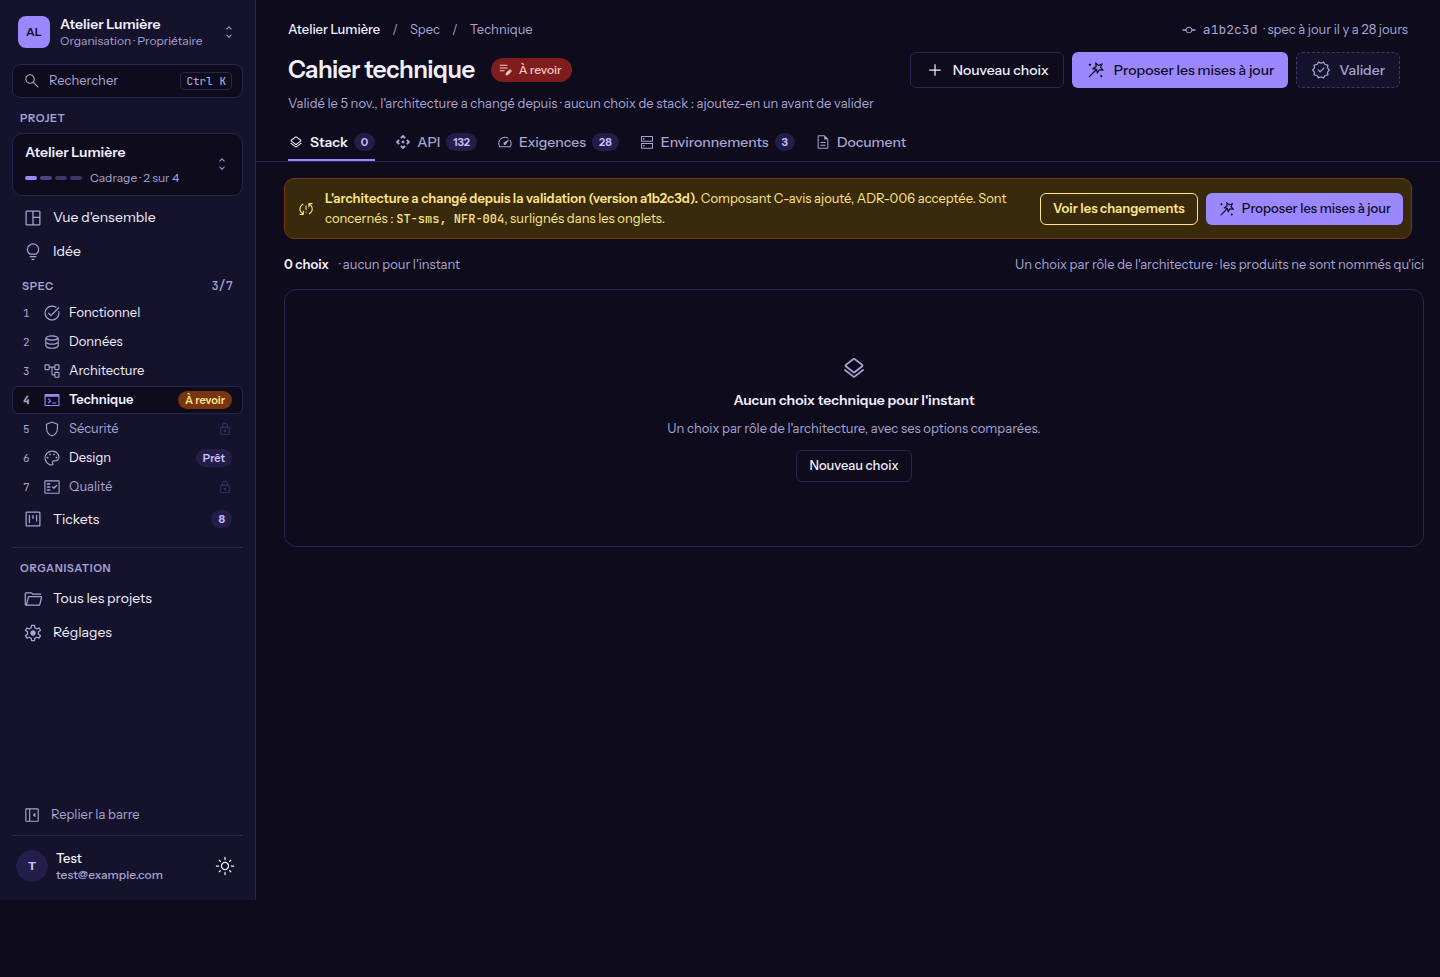 AL
Atelier Lumière
Organisation · Propriétaire
Rechercher
Ctrl K
PROJET
Atelier Lumière
Cadrage · 2 sur 4
Vue d'ensemble
Idée
SPEC 3/7
1 Fonctionnel
2 Données
3 Architecture
4 Technique À revoir
5 Sécurité
6 Design Prêt
7 Qualité
Tickets 8
ORGANISATION
Tous les projets
Réglages
Replier la barre
T
Test
test@example.com
Atelier Lumière / Spec / Technique
a1b2c3d · spec à jour il y a 28 jours
Cahier technique
À revoir
Nouveau choix
Proposer les mises à jour
Valider
Validé le 5 nov., l'architecture a changé depuis · aucun choix de stack : ajoutez-en un avant de valider
Stack 0
API 132
Exigences 28
Environnements 3
Document
L'architecture a changé depuis la validation (version a1b2c3d). Composant C-avis ajouté, ADR-006 acceptée. Sont
concernés : ST-sms, NFR-004, surlignés dans les onglets.
Voir les changements
Proposer les mises à jour
0 choix · aucun pour l'instant
Un choix par rôle de l'architecture · les produits ne sont nommés qu'ici
Aucun choix technique pour l'instant
Un choix par rôle de l'architecture, avec ses options comparées.
Nouveau choix